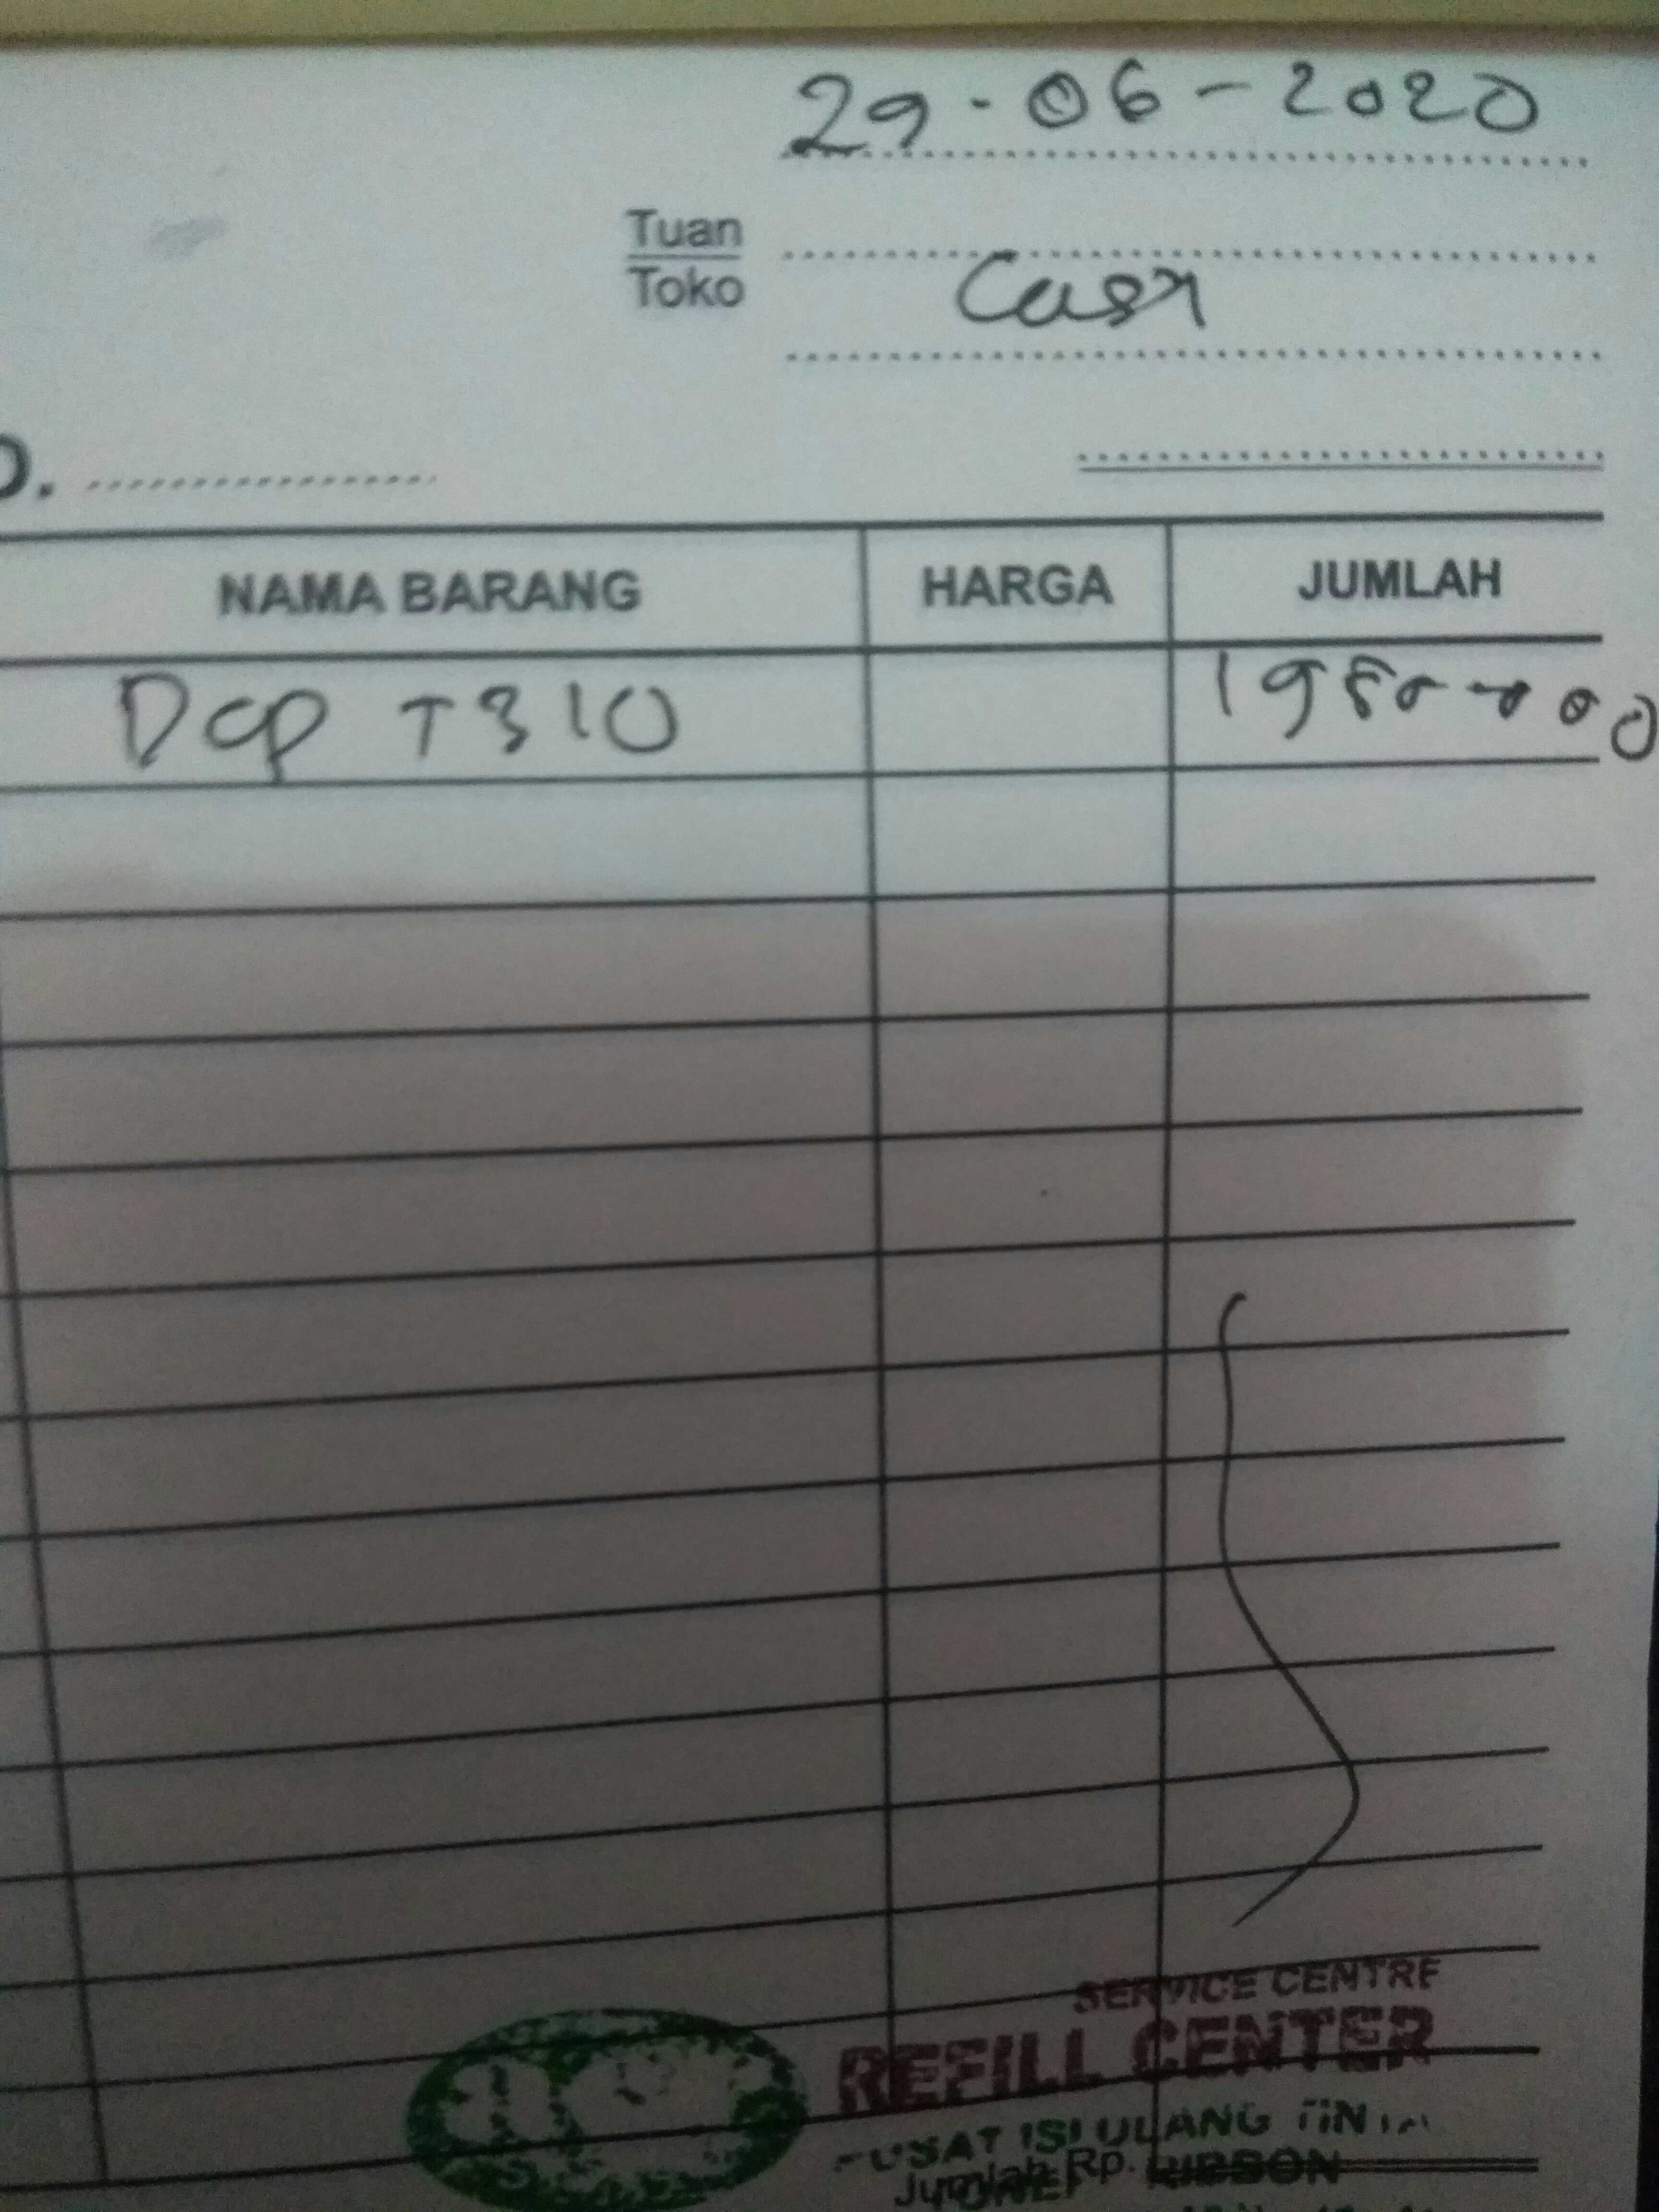 29-06-2020
Tuan
Toko
Cash
O.
NAMA BARANG HARGA JUMLAH
Dcp T310
SERVICE CENTRE
REFILL CENTER
PUSAT ISI ULANG TINTA
Jumlah Rp.
RIBBON